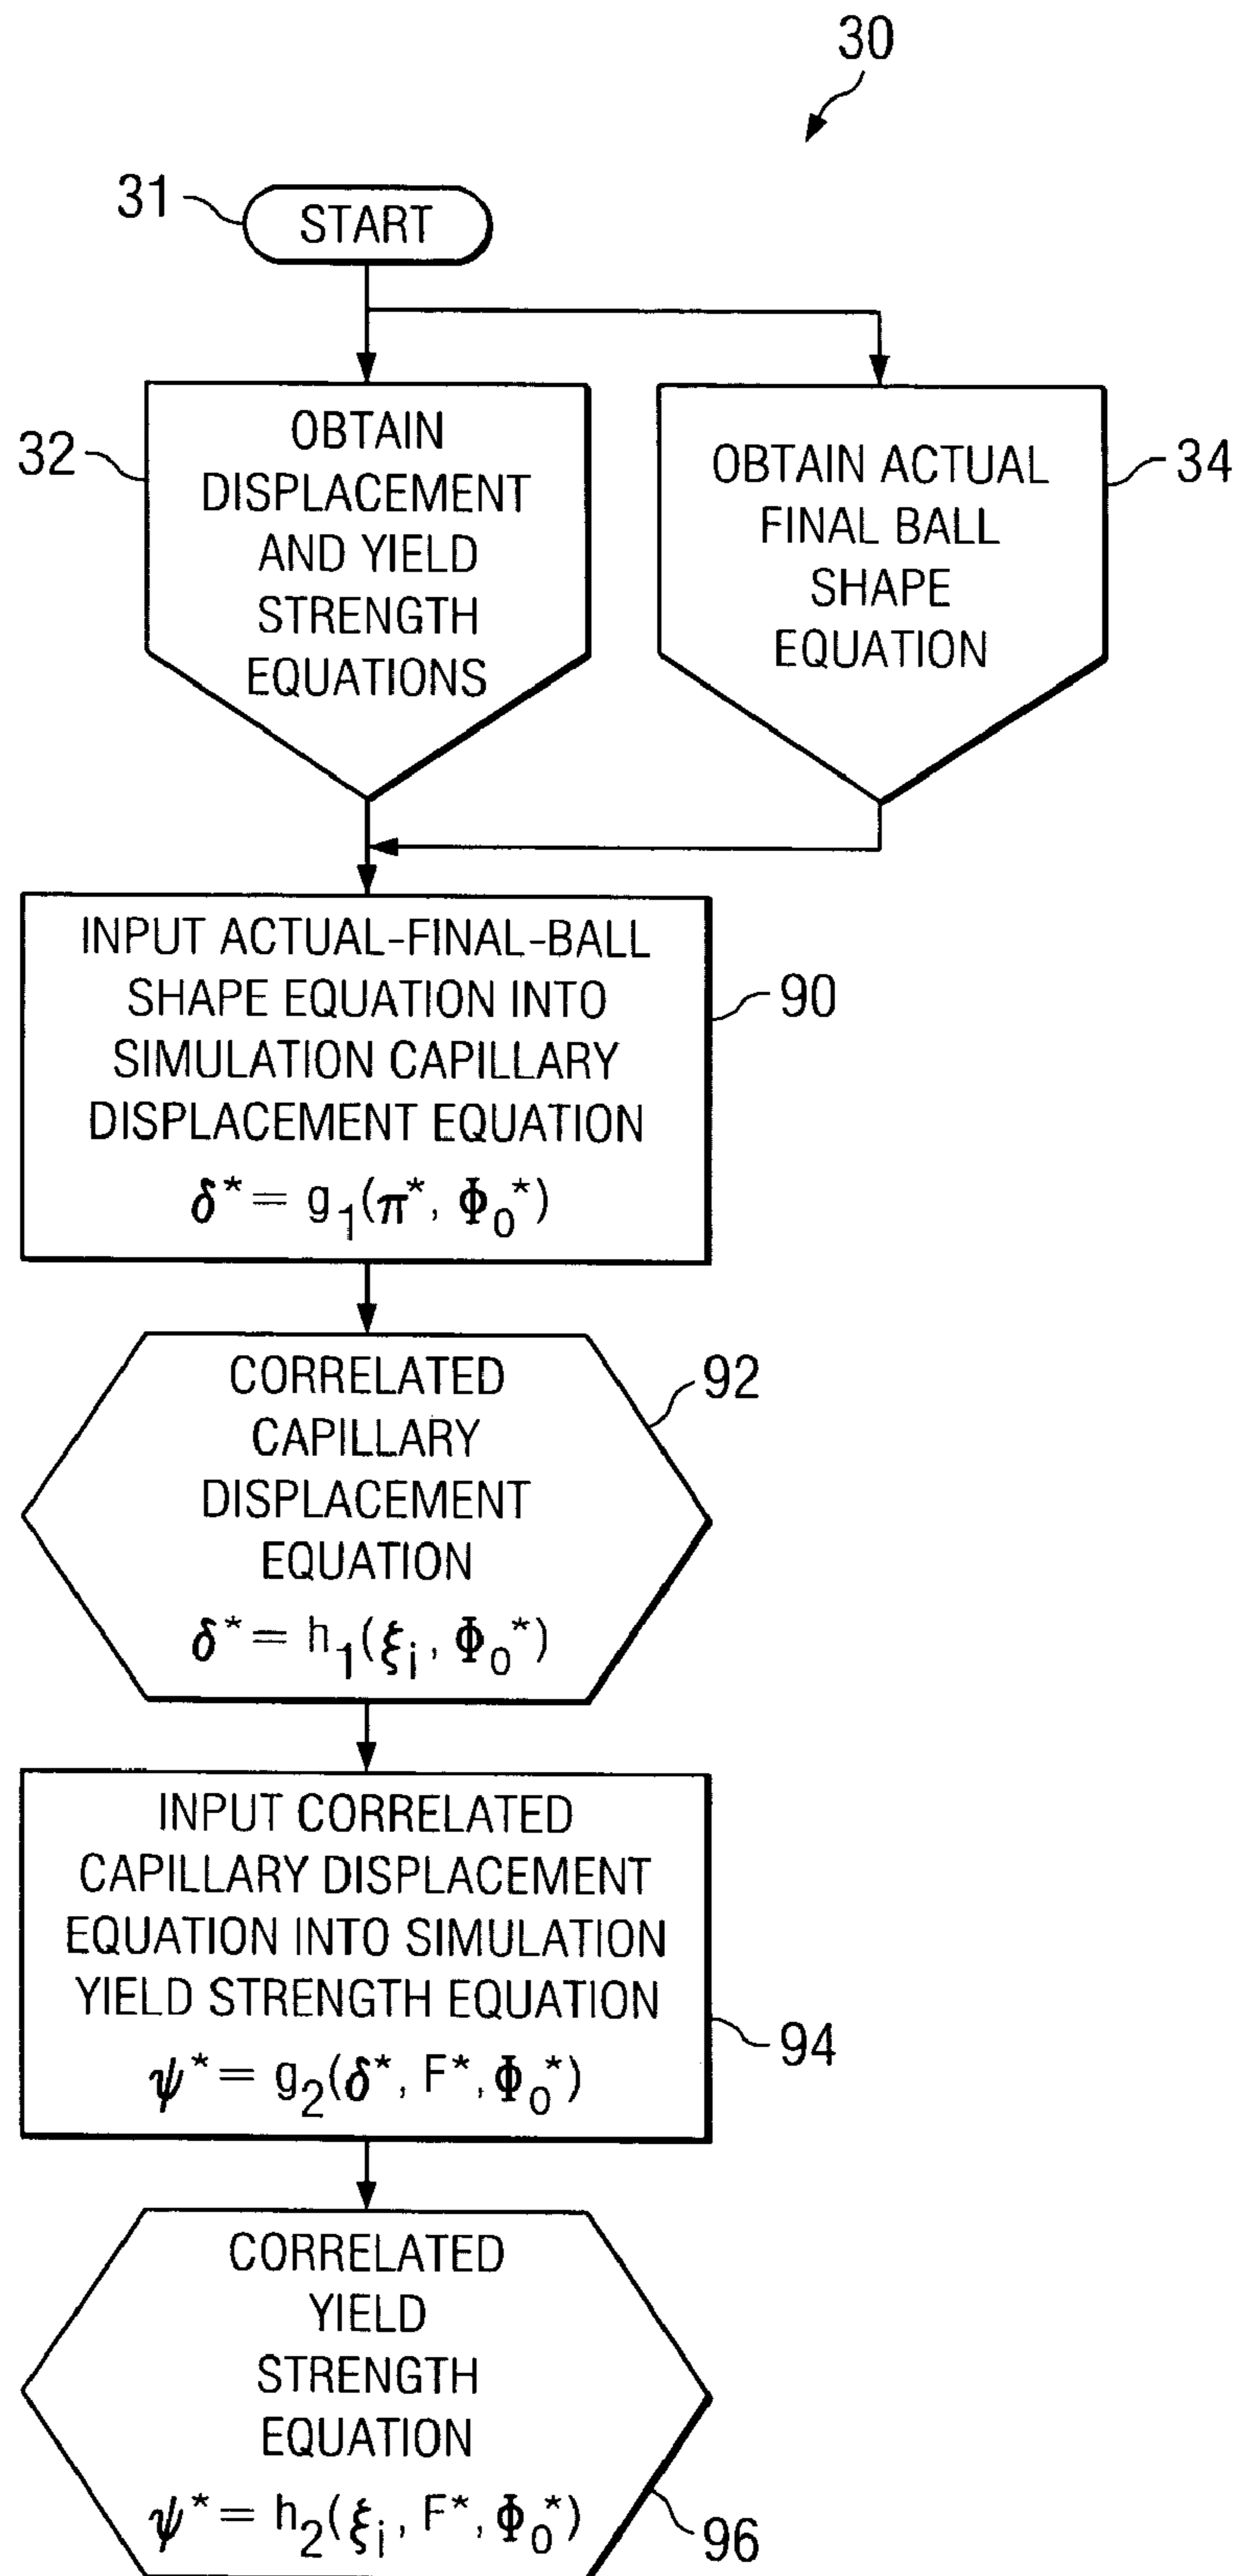 30
31
START
32
OBTAIN
DISPLACEMENT
AND YIELD
STRENGTH
EQUATIONS
OBTAIN ACTUAL
FINAL BALL
SHAPE
EQUATION
34
INPUT ACTUAL-FINAL-BALL
SHAPE EQUATION INTO
SIMULATION CAPILLARY
DISPLACEMENT EQUATION
δ* = g₁(π*, Φ₀*)
90
CORRELATED
CAPILLARY
DISPLACEMENT
EQUATION
δ* = h₁(ξᵢ, Φ₀*)
92
INPUT CORRELATED
CAPILLARY DISPLACEMENT
EQUATION INTO SIMULATION
YIELD STRENGTH EQUATION
ψ* = g₂(δ*, F*, Φ₀*)
94
CORRELATED
YIELD
STRENGTH
EQUATION
ψ* = h₂(ξᵢ, F*, Φ₀*)
96